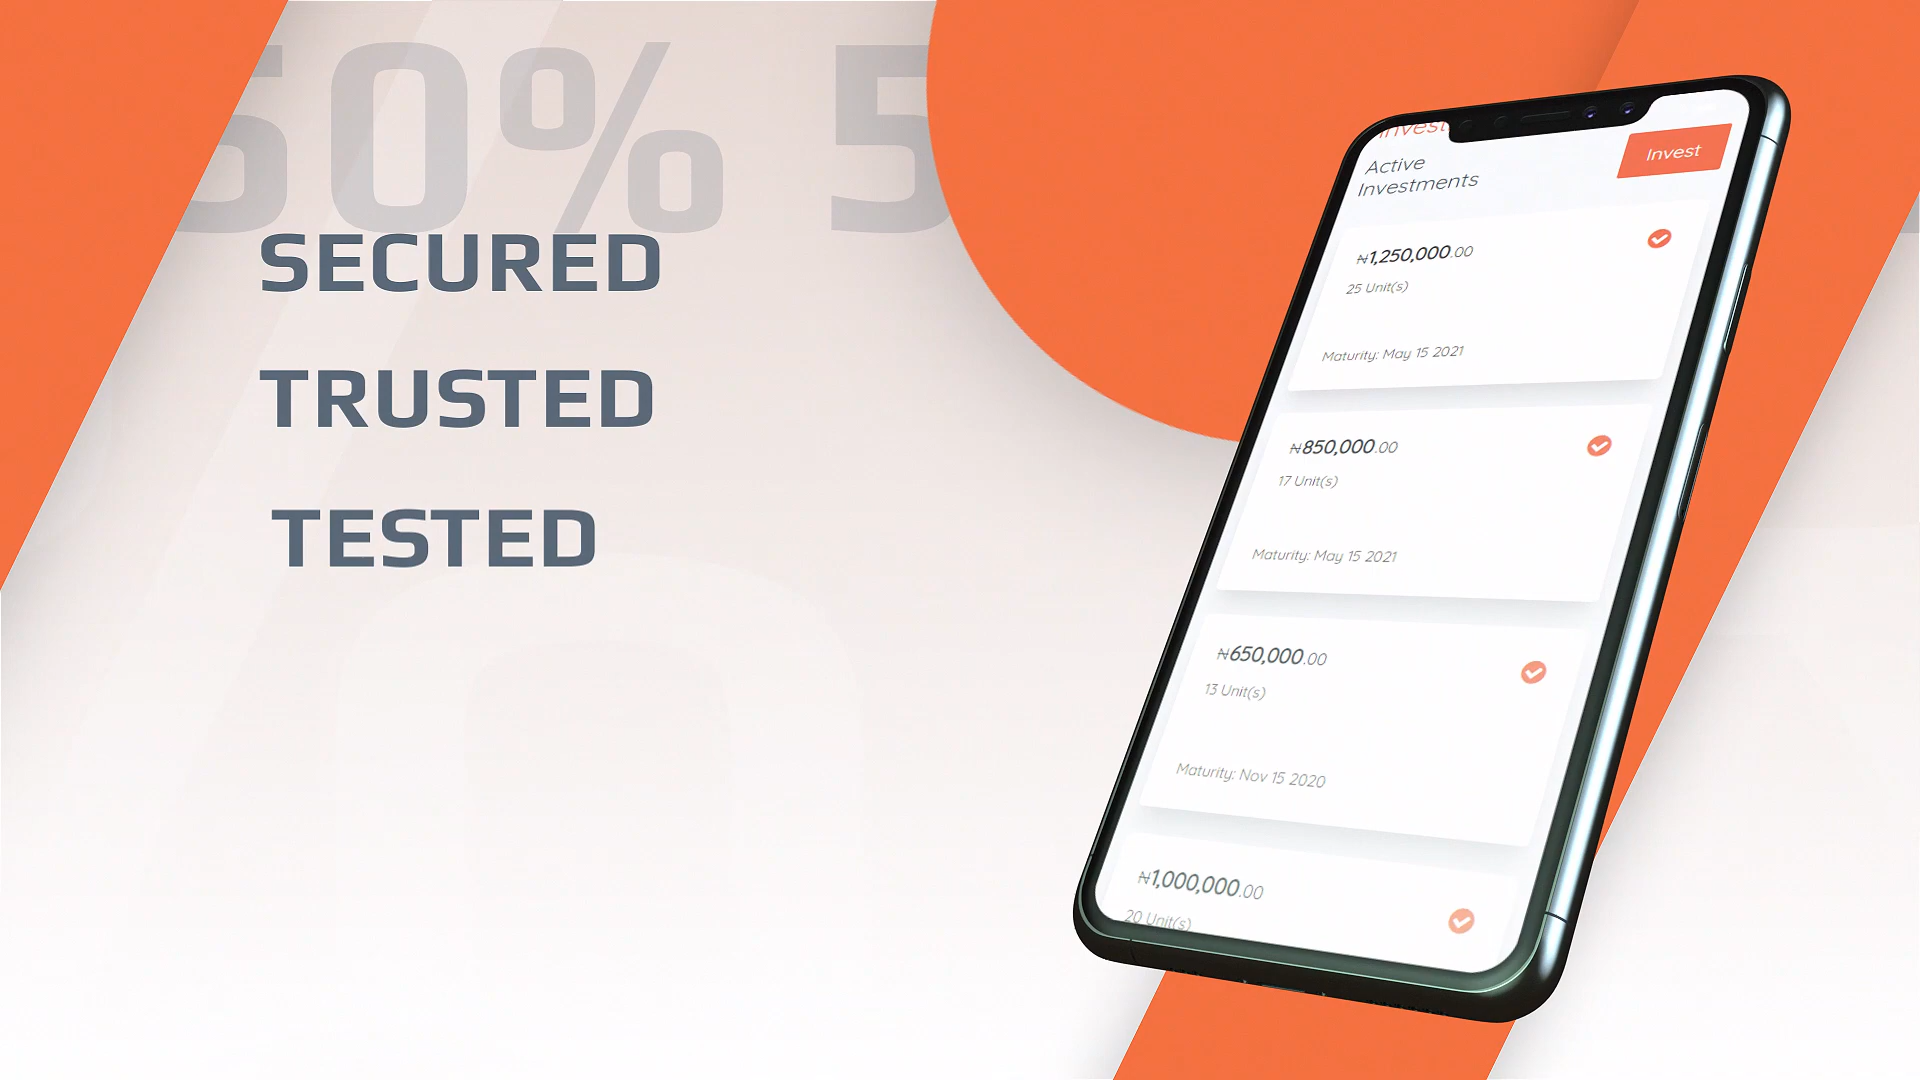 50% 5
SECURED
TRUSTED
TESTED
Invest
Active
Investments
Invest
₦1,250,000.00
25 Unit(s)
Maturity: May 15 2021
₦850,000.00
17 Unit(s)
Maturity: May 15 2021
₦650,000.00
13 Unit(s)
Maturity: Nov 15 2020
₦1,000,000.00
20 Unit(s)